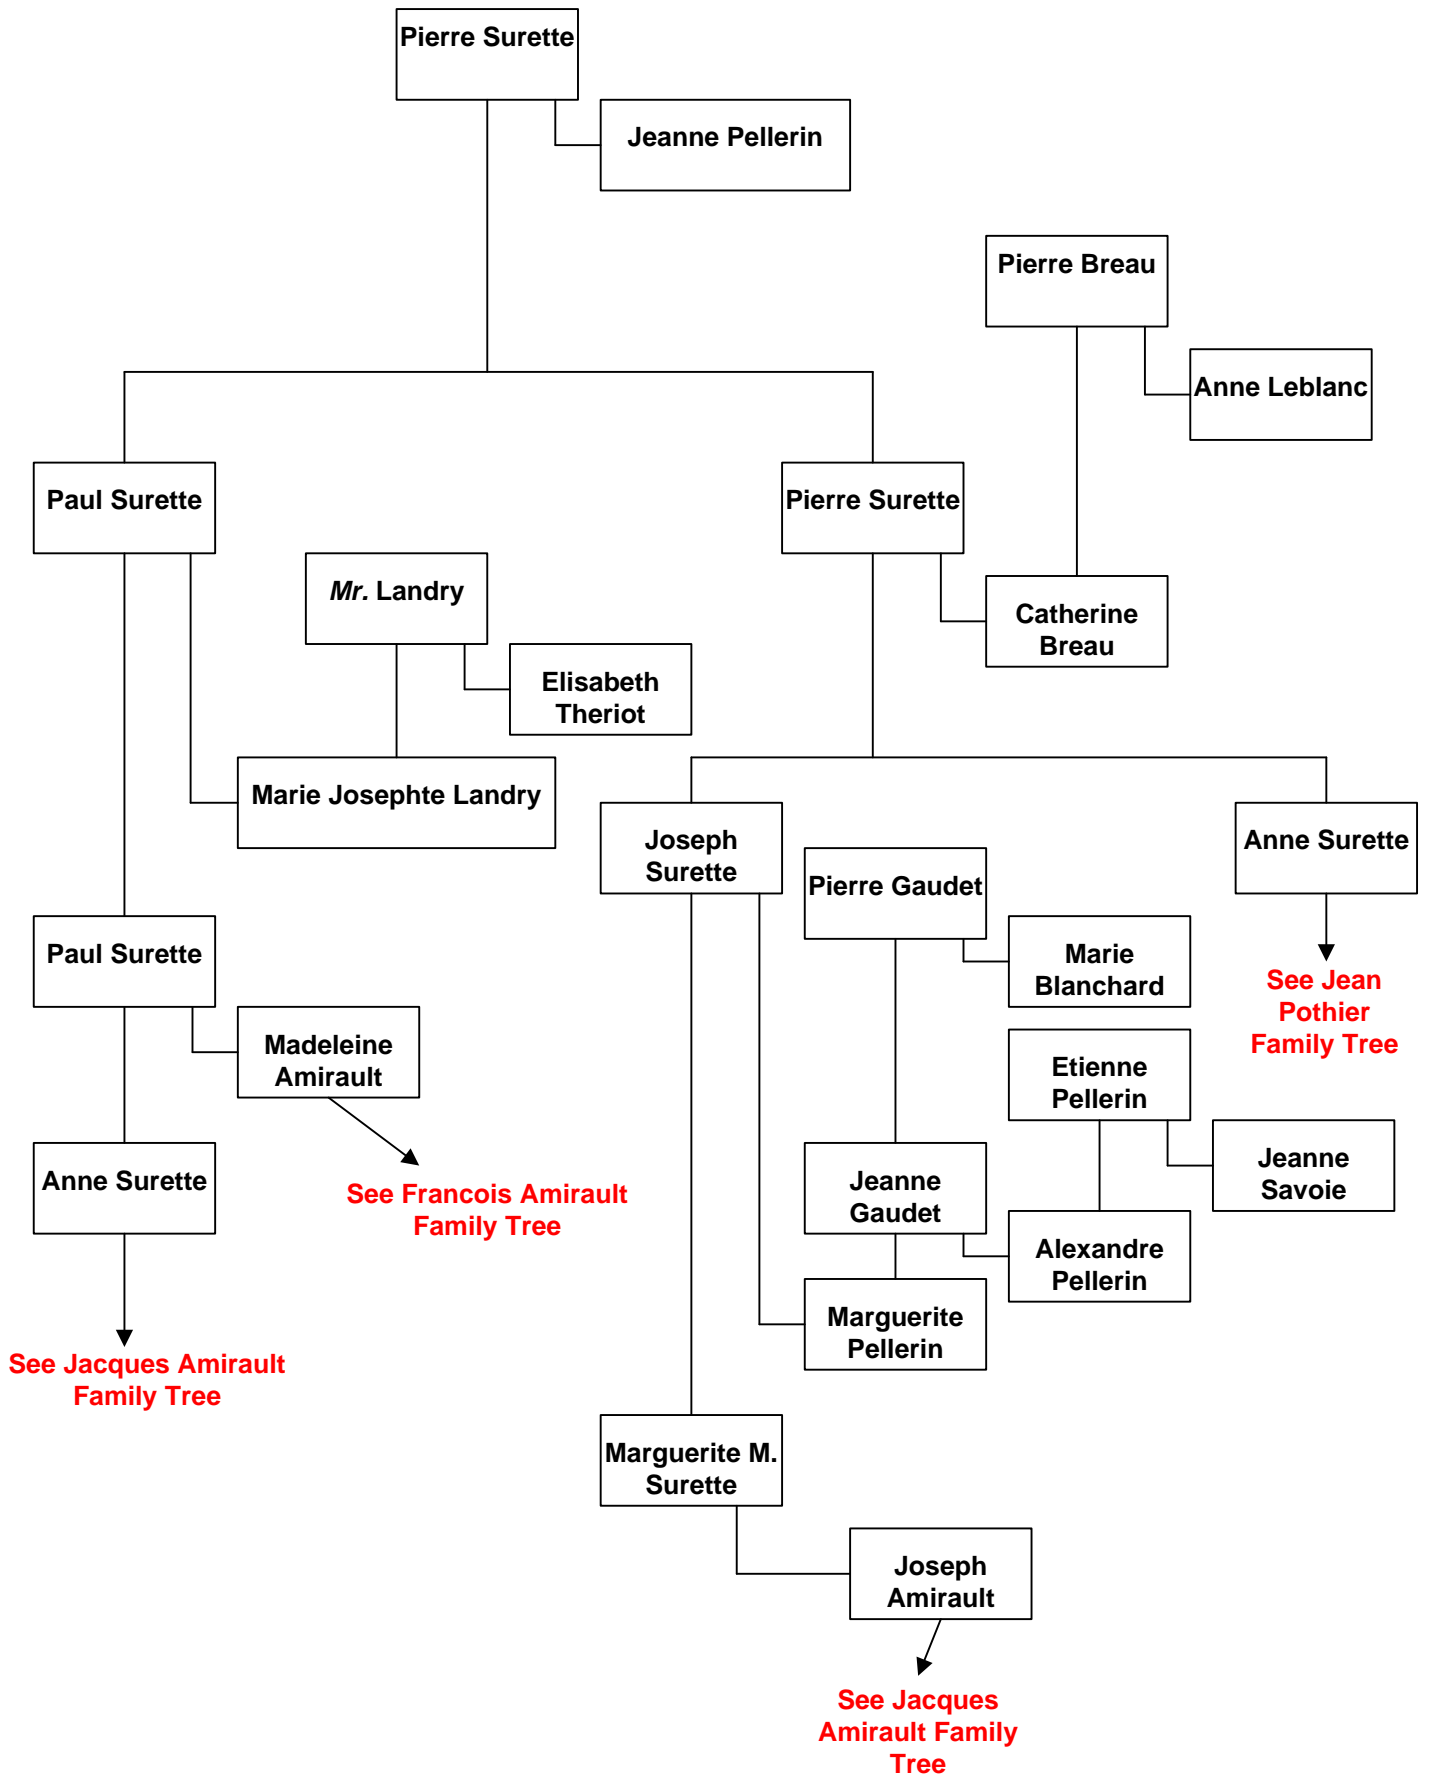 Pierre Surette
Jeanne Pellerin
Pierre Breau
Anne Leblanc
Paul Surette
Pierre Surette
Mr. Landry
Catherine
Breau
Elisabeth
Theriot
Marie Josephte Landry
Joseph
Surette
Anne Surette
Pierre Gaudet
Marie
Blanchard
Paul Surette
See Jean
Pothier
Family Tree
Madeleine
Amirault
Etienne
Pellerin
Anne Surette
See Francois Amirault
Family Tree
Jeanne
Gaudet
Jeanne
Savoie
Alexandre
Pellerin
Marguerite
Pellerin
See Jacques Amirault
Family Tree
Marguerite M.
Surette
Joseph
Amirault
See Jacques
Amirault Family
Tree